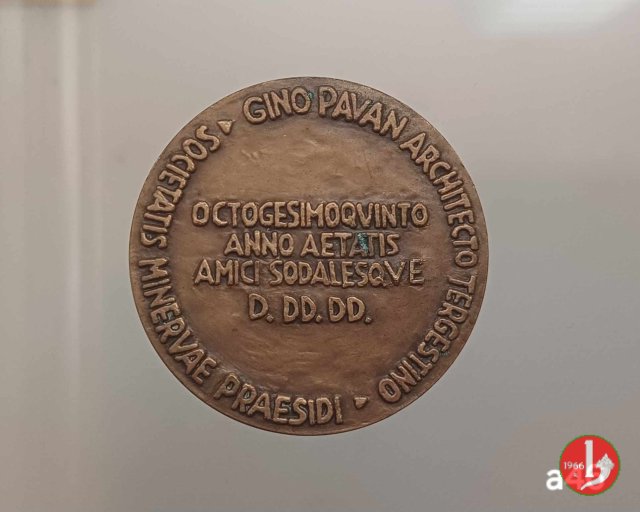 GINO PAVAN ARCHITECTO TERGESTINO
SOCIETATIS MINERVAE PRAESIDI
OCTOGESIMOQVINTO
ANNO AETATIS
AMICI SODALESQVE
D. DD. DD.
1966